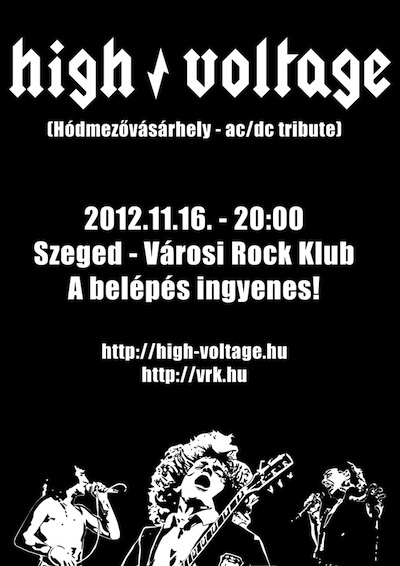 high voltage
(Hódmezővásárhely - ac/dc tribute)
2012.11.16. - 20:00
Szeged - Városi Rock Klub
A belépés ingyenes!
http://high-voltage.hu
http://vrk.hu